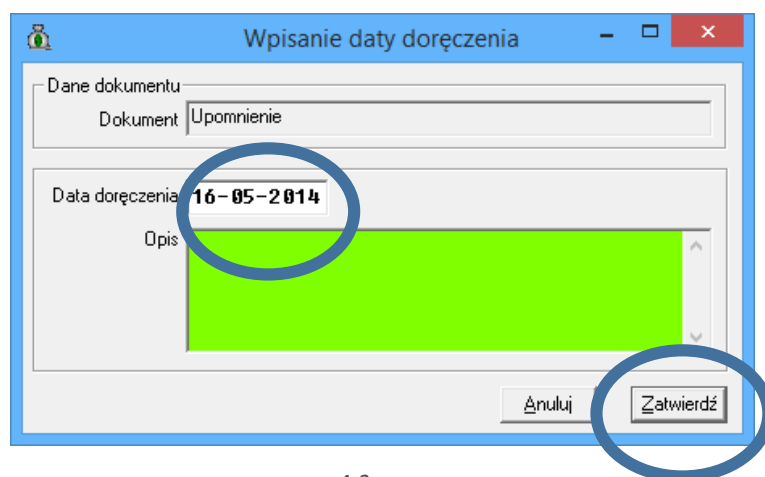 Wpisanie daty doręczenia
Dane dokumentu
Dokument Upomnienie
Data doręczenia 16-05-2014
Opis
Anuluj Zatwierdź